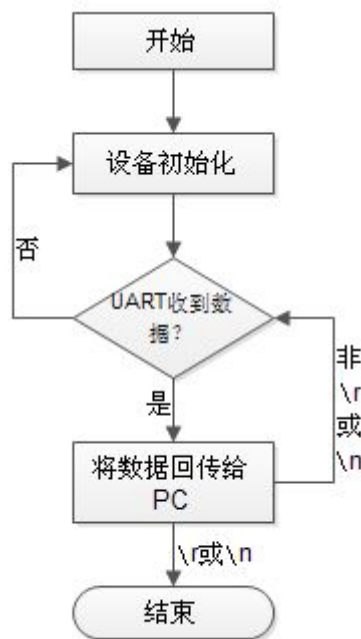 开始
设备初始化
否
UART收到数
据？
是
非
\r
或
\n
将数据回传给
PC
\r或\n
结束